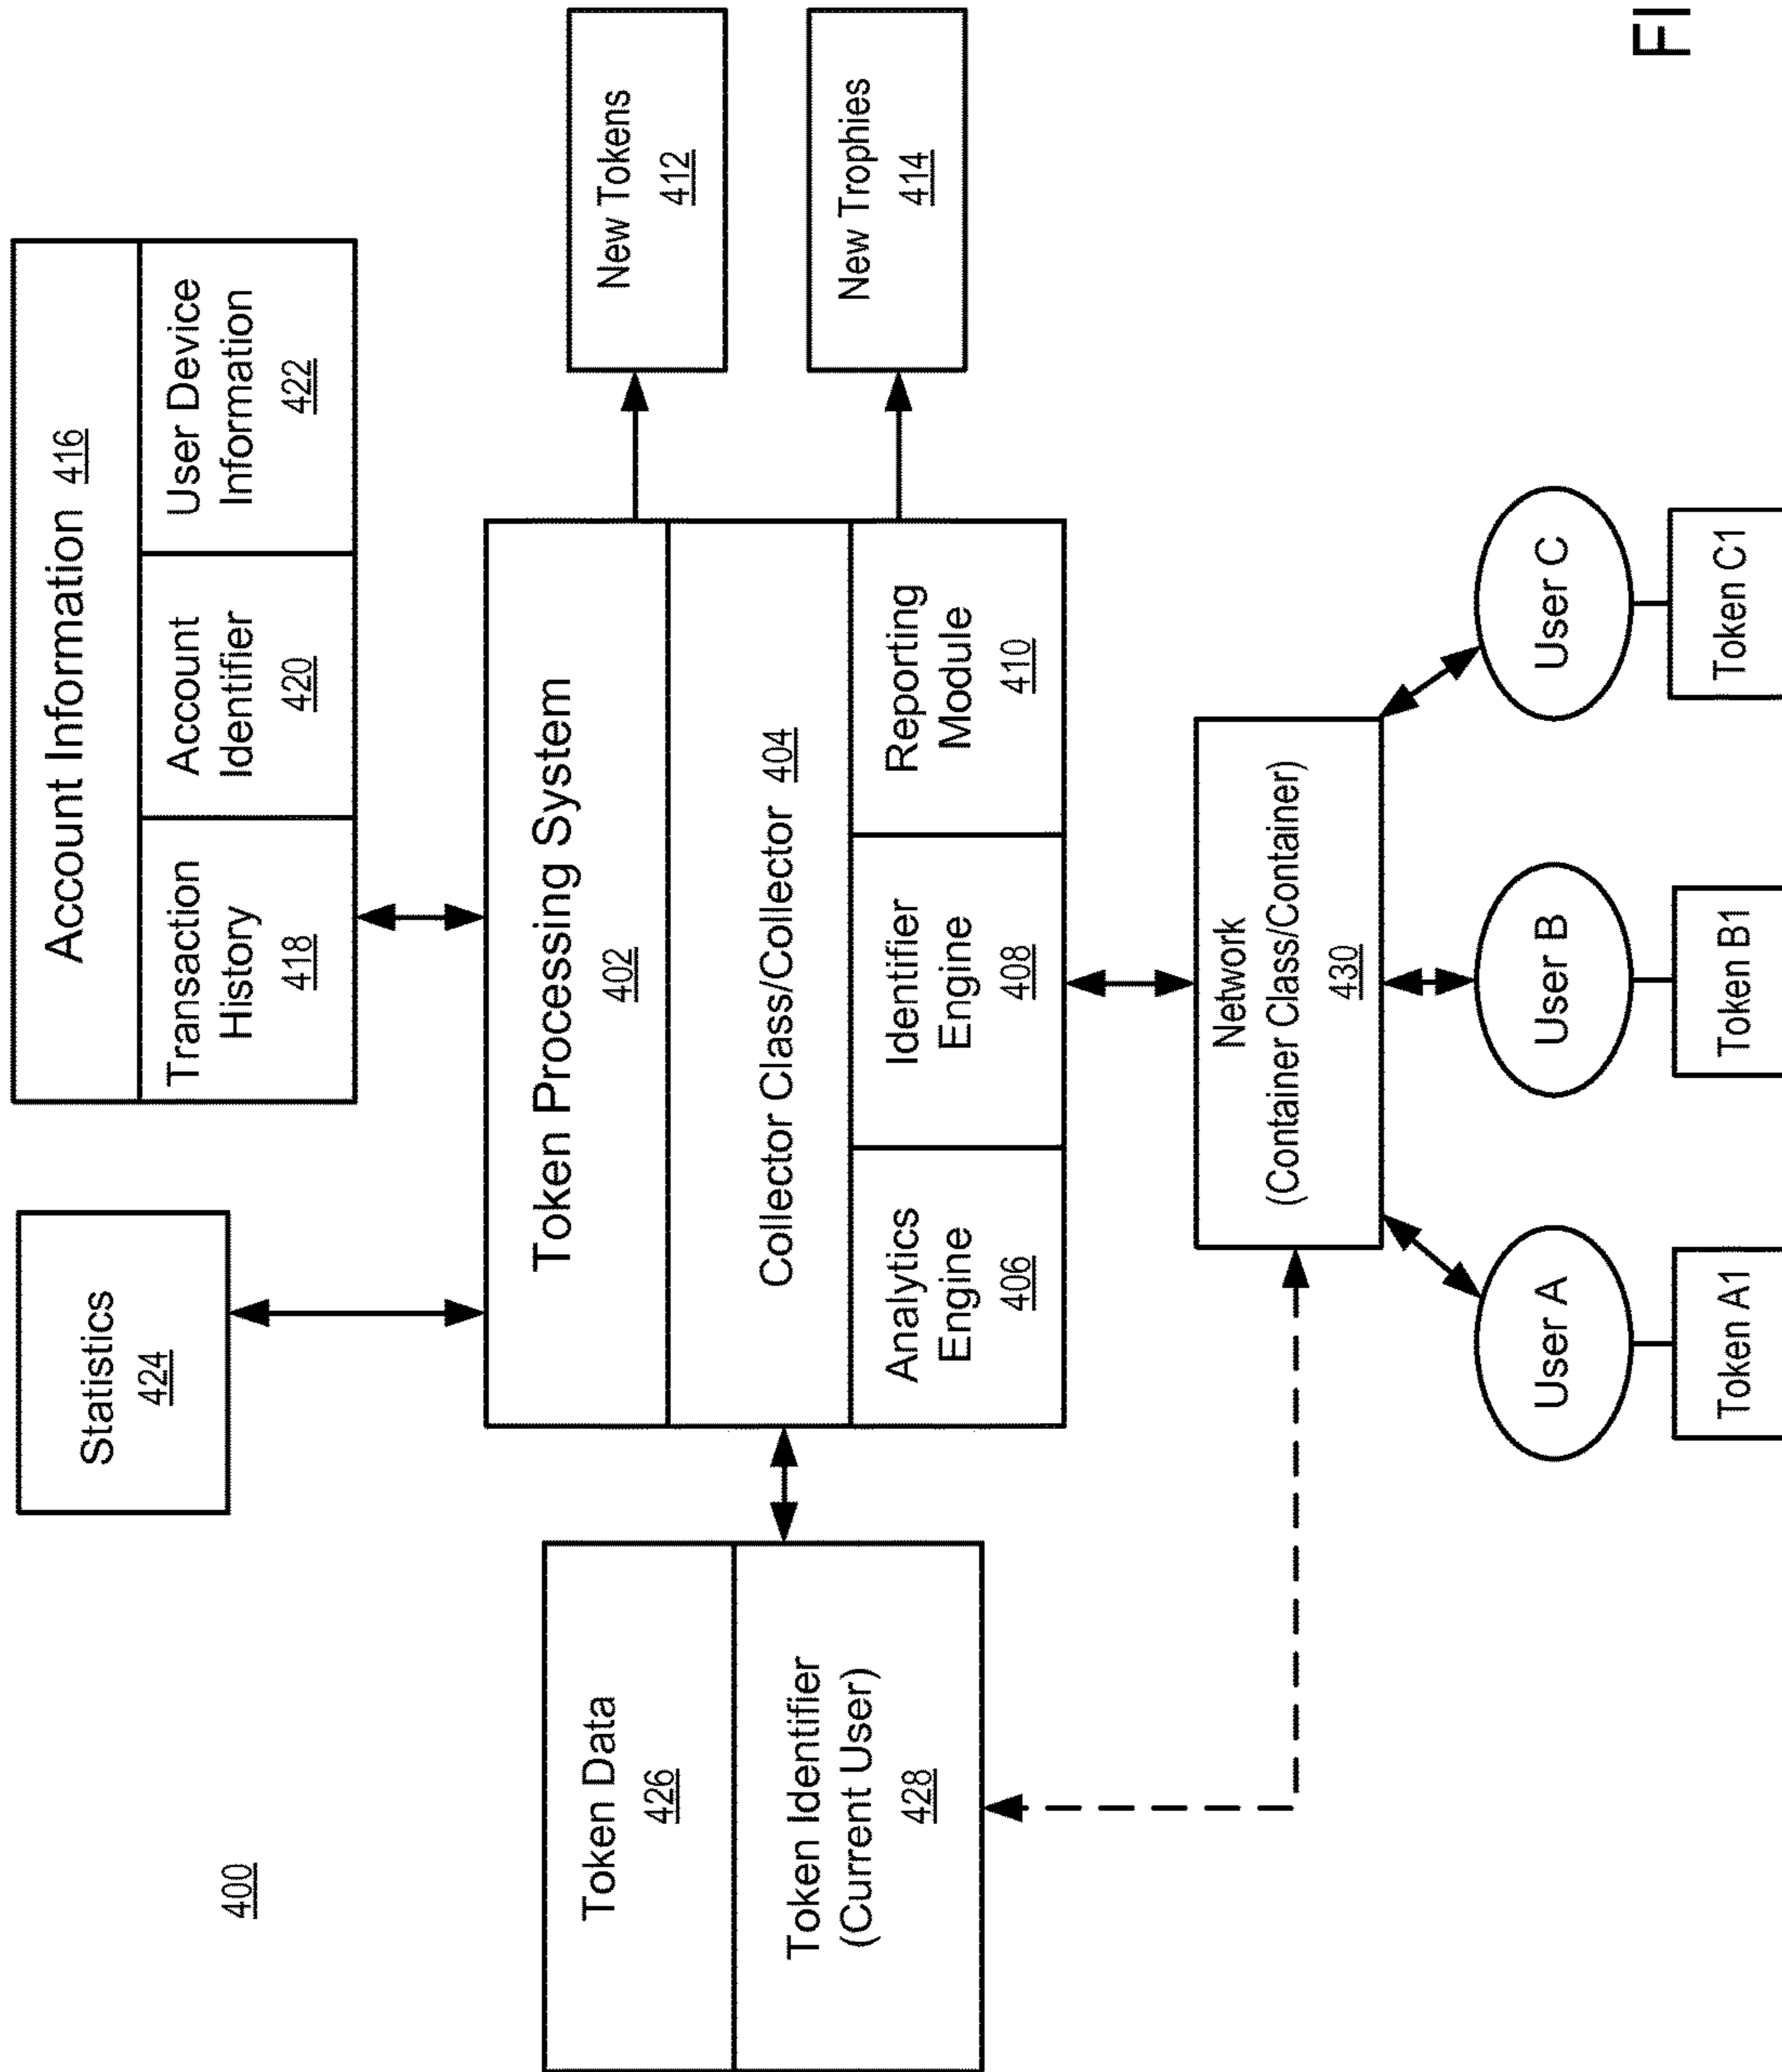 400
Statistics
424
Account Information 416
Transaction
History
418
Account
Identifier
420
User Device
Information
422
Token Data
426
Token Identifier
(Current User)
428
Token Processing System
402
Collector Class/Collector 404
Analytics
Engine
406
Identifier
Engine
408
Reporting
Module
410
New Tokens
412
New Trophies
414
Network
(Container Class/Container)
430
User A
User B
User C
Token A1
Token B1
Token C1
FI